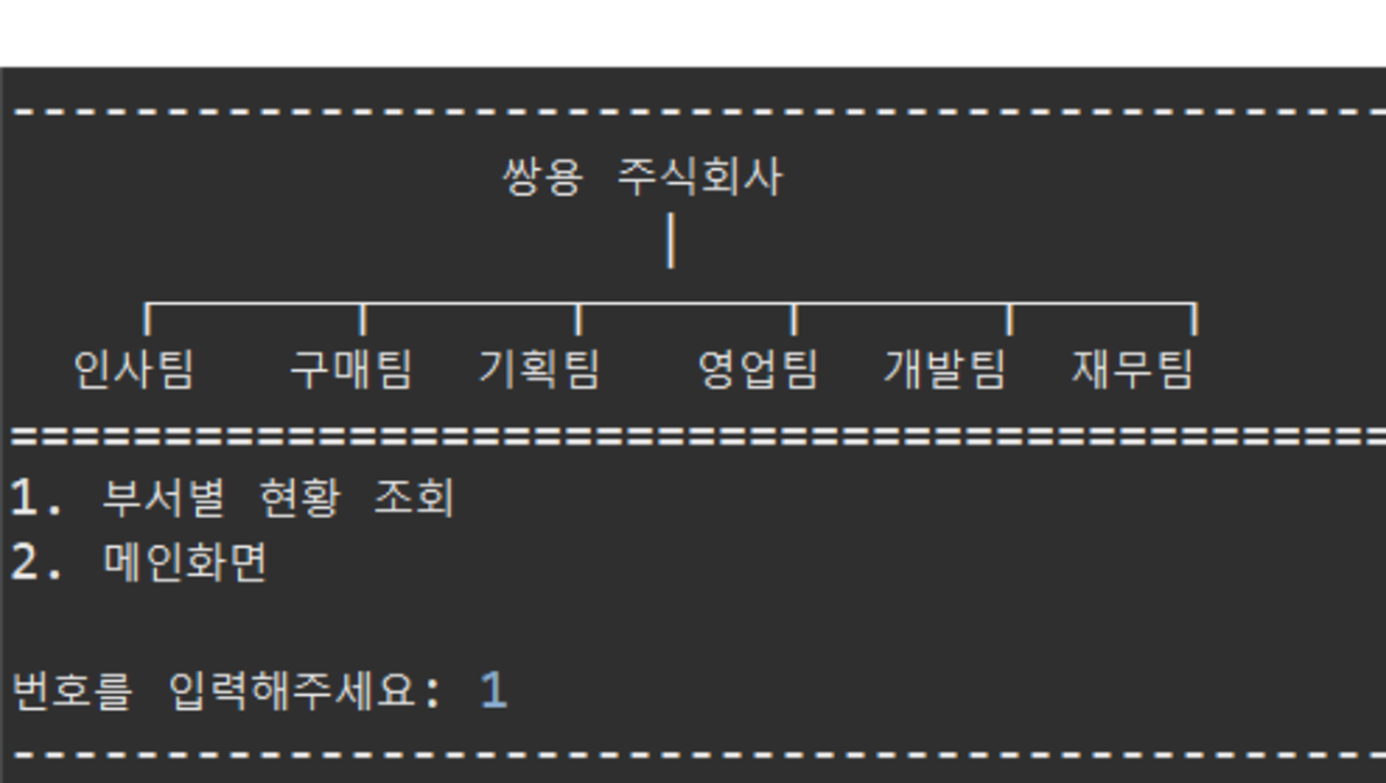 ---------------------------------------------
쌍용 주식회사
인사팀 구매팀 기획팀 영업팀 개발팀 재무팀
=============================================
1. 부서별 현황 조회
2. 메인화면
번호를 입력해주세요: 1
---------------------------------------------